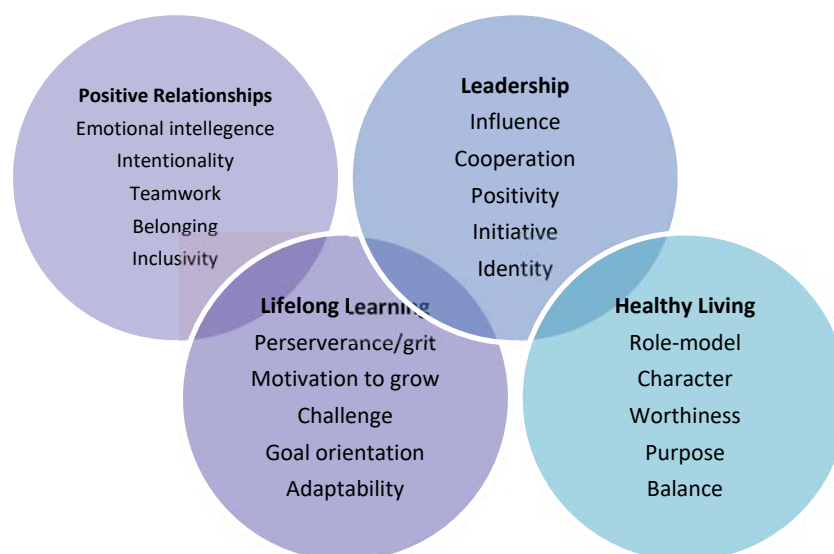 Positive Relationships
Emotional intellegence
Intentionality
Teamwork
Belonging
Inclusivity
Leadership
Influence
Cooperation
Positivity
Initiative
Identity
Lifelong Learning
Perserverance/grit
Motivation to grow
Challenge
Goal orientation
Adaptability
Healthy Living
Role-model
Character
Worthiness
Purpose
Balance